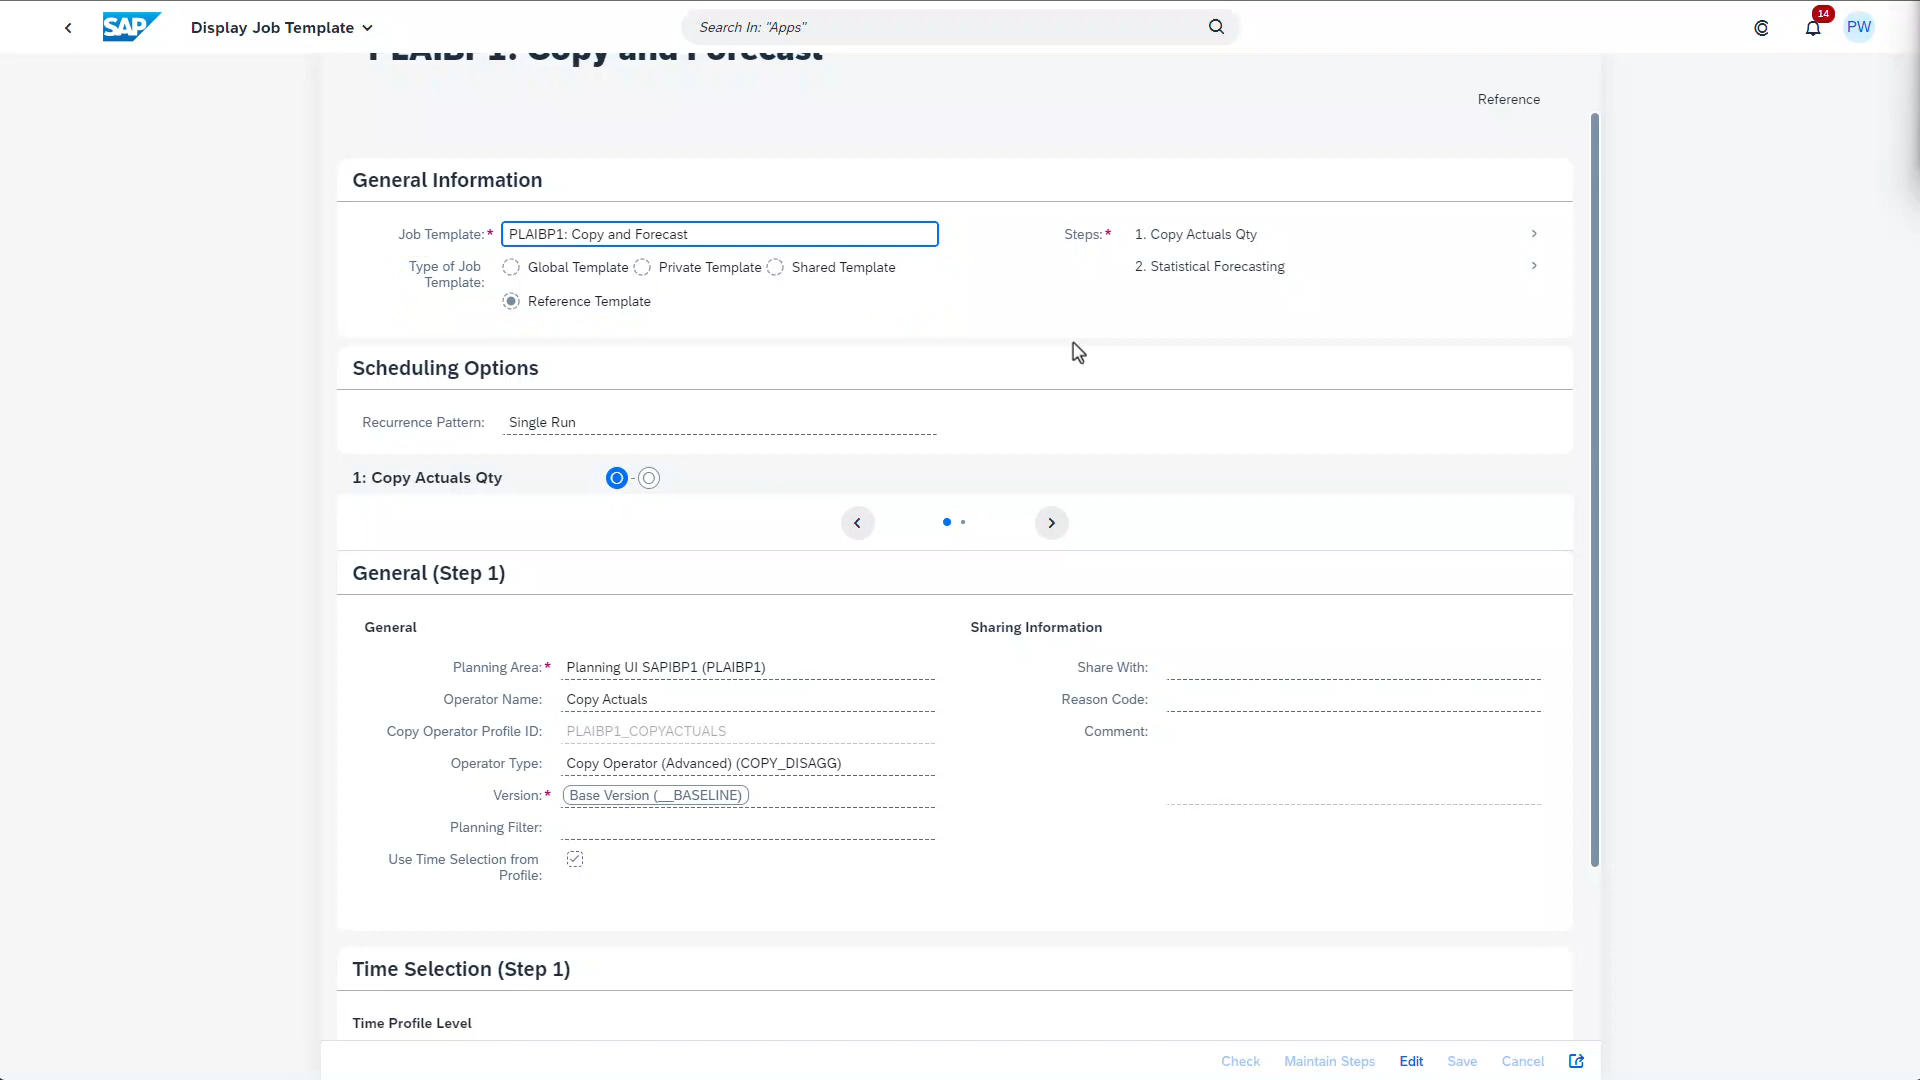 SAP
Display Job Template
Search In: "Apps"
14
PW
PLAIBP1: Copy and Forecast
Reference
General Information
Job Template:*
PLAIBP1: Copy and Forecast
Steps:*
1. Copy Actuals Qty
Type of Job
Template:
Global Template
Private Template
Shared Template
2. Statistical Forecasting
Reference Template
Scheduling Options
Recurrence Pattern:
Single Run
1: Copy Actuals Qty
General (Step 1)
General
Sharing Information
Planning Area:*
Planning UI SAPIBP1 (PLAIBP1)
Share With:
Operator Name:
Copy Actuals
Reason Code:
Copy Operator Profile ID:
PLAIBP1_COPYACTUALS
Comment:
Operator Type:
Copy Operator (Advanced) (COPY_DISAGG)
Version:*
Base Version (__BASELINE)
Planning Filter:
Use Time Selection from
Profile:
Time Selection (Step 1)
Time Profile Level
Check
Maintain Steps
Edit
Save
Cancel